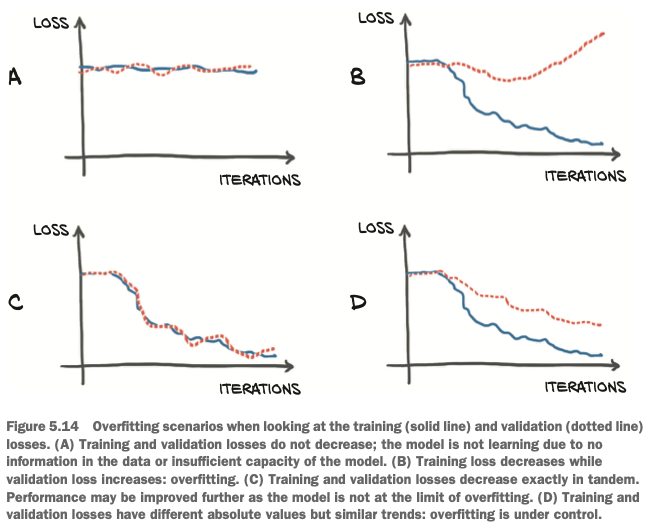 LOSS
A
ITERATIONS
LOSS
B
ITERATIONS
LOSS
C
ITERATIONS
LOSS
D
ITERATIONS
Figure 5.14 Overfitting scenarios when looking at the training (solid line) and validation (dotted line)
losses. (A) Training and validation losses do not decrease; the model is not learning due to no
information in the data or insufficient capacity of the model. (B) Training loss decreases while
validation loss increases: overfitting. (C) Training and validation losses decrease exactly in tandem.
Performance may be improved further as the model is not at the limit of overfitting. (D) Training and
validation losses have different absolute values but similar trends: overfitting is under control.